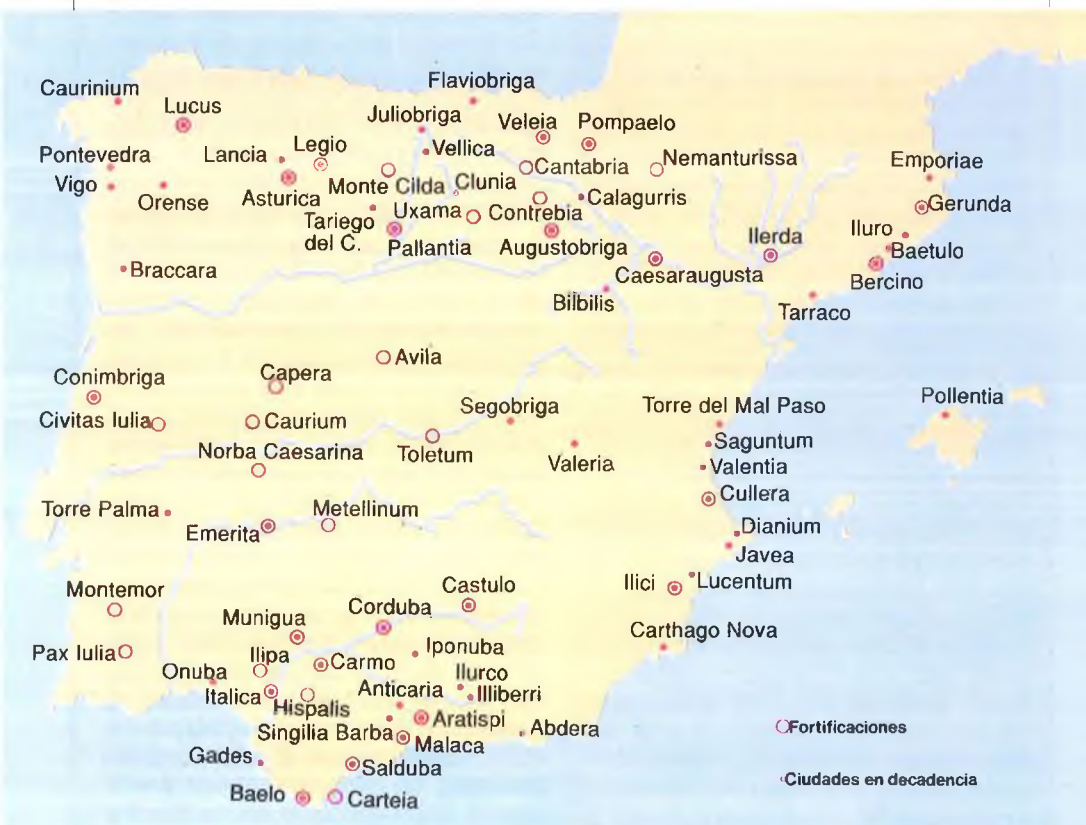 Flaviobriga
Caurinium
Lucus
Juliobriga
Veleia
Pompaelo
Pontevedra
Lancia
Legio
Vellica
Cantabria
Nemanturissa
Emporiae
Vigo
Orense
Asturica
Monte Cilda
Clunia
Calagurris
Gerunda
Tariego
del C.
Uxama
Contrebia
Pallantia
Augustobriga
Ilerda
Iluro
Baetulo
Braccara
Caesaraugusta
Bercino
Bilbilis
Tarraco
Avila
Conimbriga
Capera
Pollentia
Civitas Iulia
Caurium
Segobriga
Torre del Mal Paso
Norba Caesarina
Toletum
Valeria
Saguntum
Valentia
Cullera
Torre Palma
Emerita
Metellinum
Dianium
Javea
Montemor
Castulo
Ilici
Lucentum
Munigua
Corduba
Carthago Nova
Pax Iulia
Ilipa
Carmo
Iponuba
Onuba
Italica
Hispalis
Anticaria
Ilurco
Illiberri
Singilia Barba
Aratispi
Abdera
Fortificaciones
Malaca
Gades
Salduba
Ciudades en decadencia
Baelo
Carteia